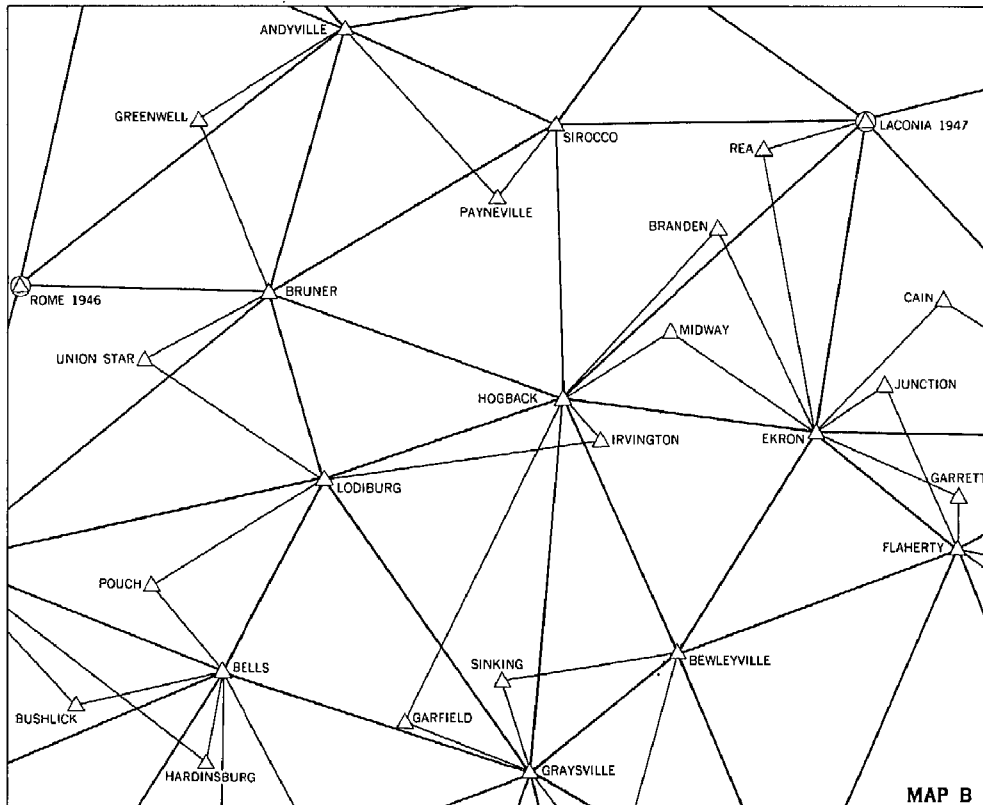 ANDYVILLE
GREENWELL
SIROCCO
LACONIA 1947
REA
PAYNEVILLE
BRANDEN
ROME 1946
BRUNER
CAIN
UNION STAR
MIDWAY
JUNCTION
HOGBACK
IRVINGTON
EKRON
LODIBURG
GARRETT
FLAHERTY
POUCH
BELLS
SINKING
BEWLEYVILLE
BUSHLICK
GARFIELD
HARDINSBURG
GRAYSVILLE
MAP B